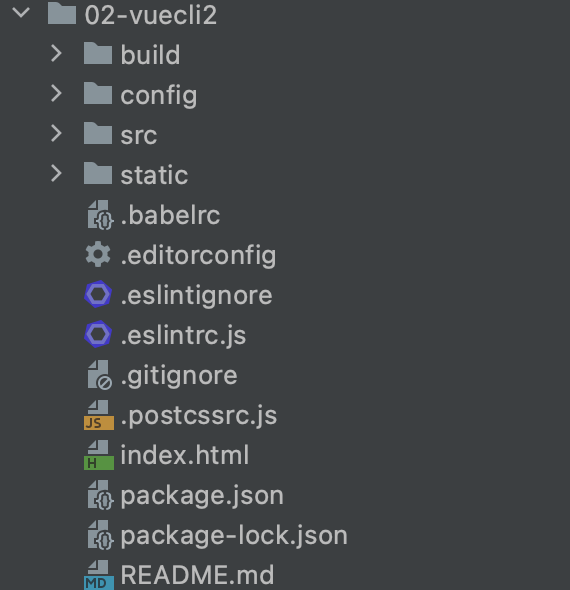 02-vuecli2
build
config
src
static
.babelrc
.editorconfig
.eslintignore
.eslintrc.js
.gitignore
JS .postcssrc.js
H index.html
package.json
package-lock.json
MD README.md